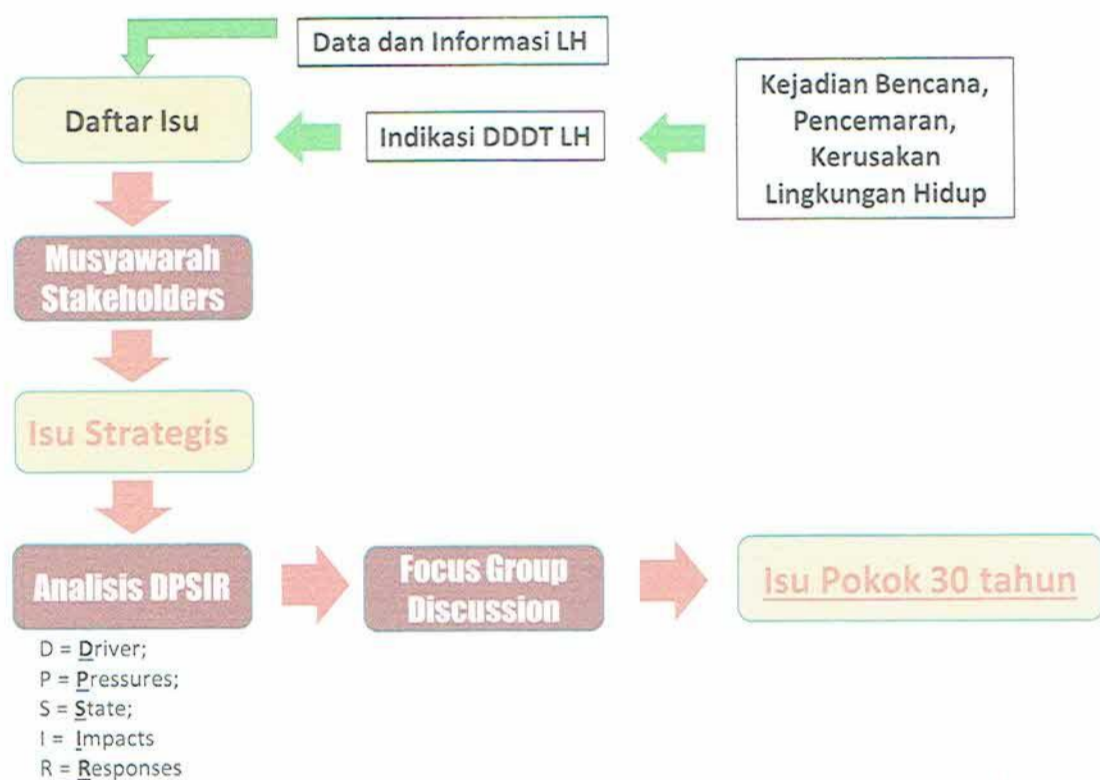 Data dan Informasi LH
Daftar Isu
Indikasi DDDT LH
Kejadian Bencana,
Pencemaran,
Kerusakan
Lingkungan Hidup
Musyawarah
Stakeholders
Isu Strategis
Analisis DPSIR
Focus Group
Discussion
Isu Pokok 30 tahun
D = Driver;
P = Pressures;
S = State;
I = Impacts
R = Responses